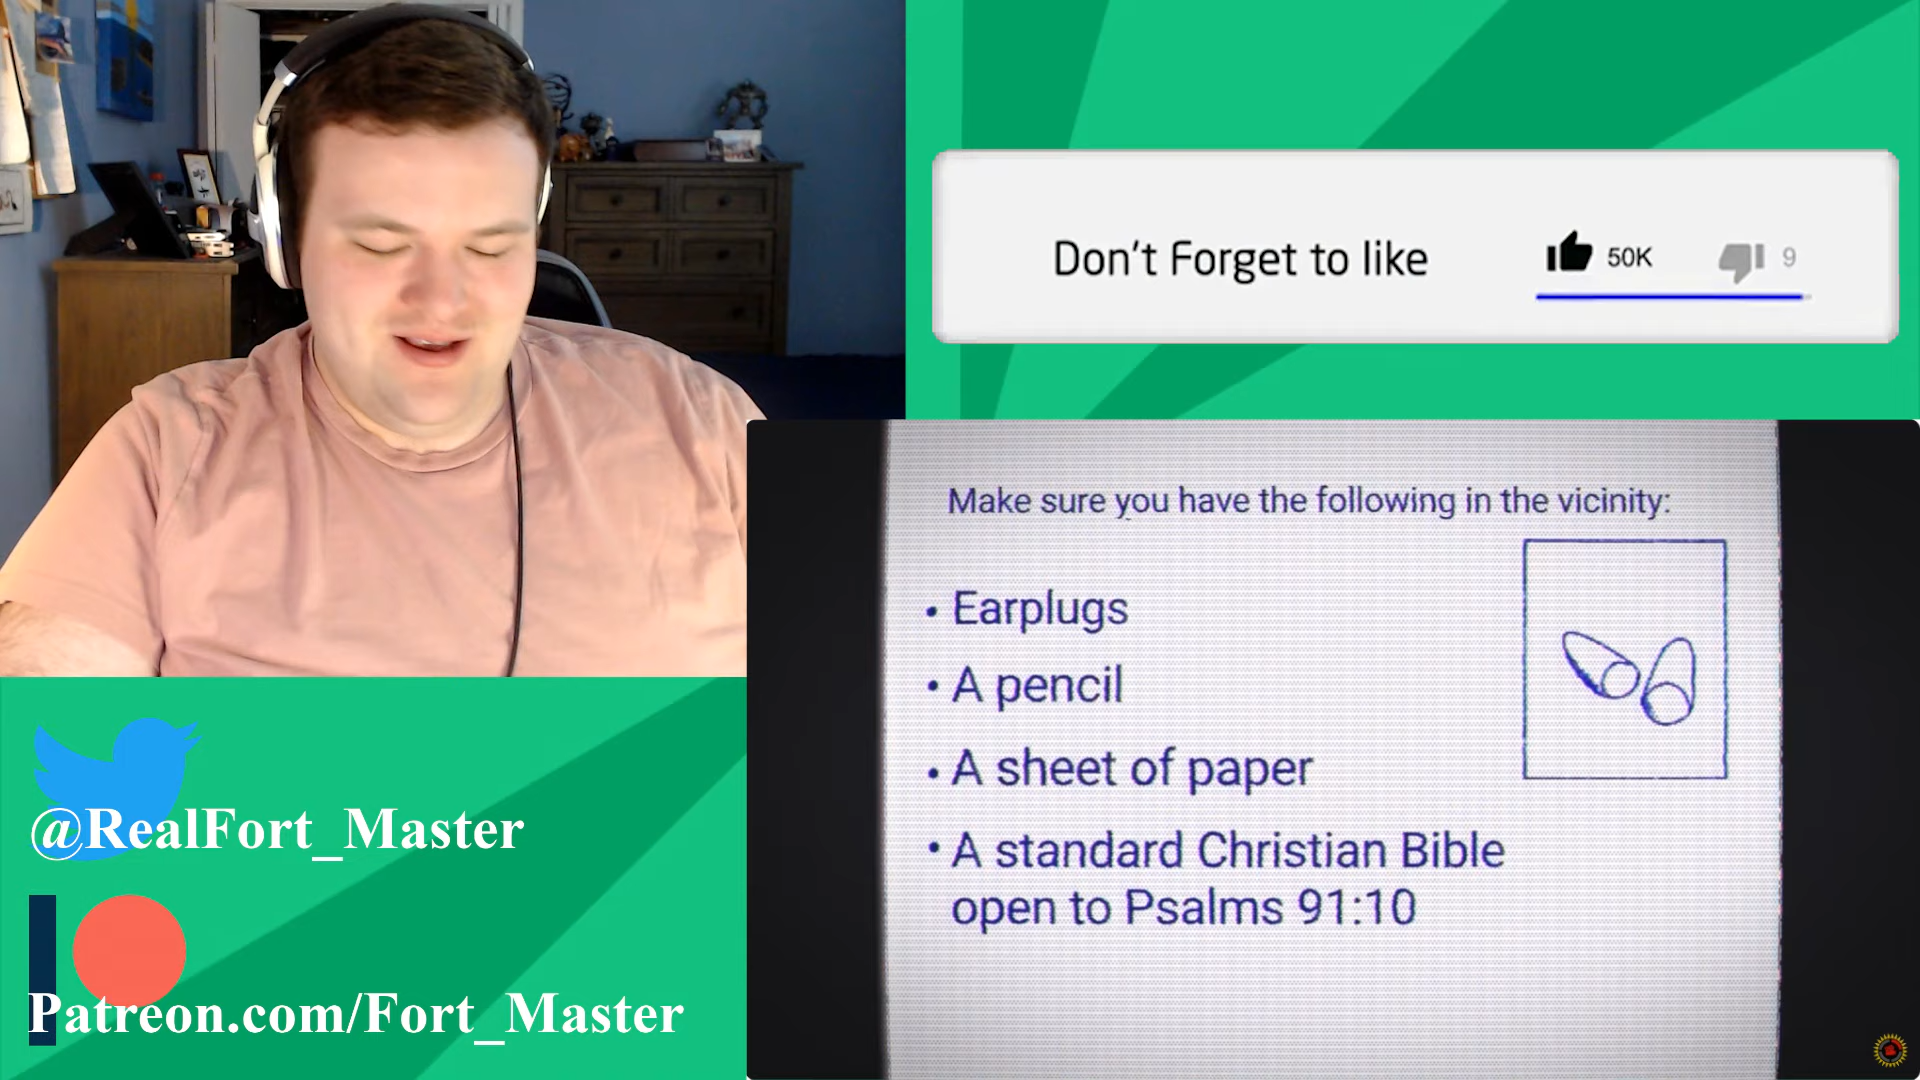 Don't Forget to like
50K
9
Make sure you have the following in the vicinity:
• Earplugs
• A pencil
• A sheet of paper
• A standard Christian Bible
open to Psalms 91:10
@RealFort_Master
Patreon.com/Fort_Master